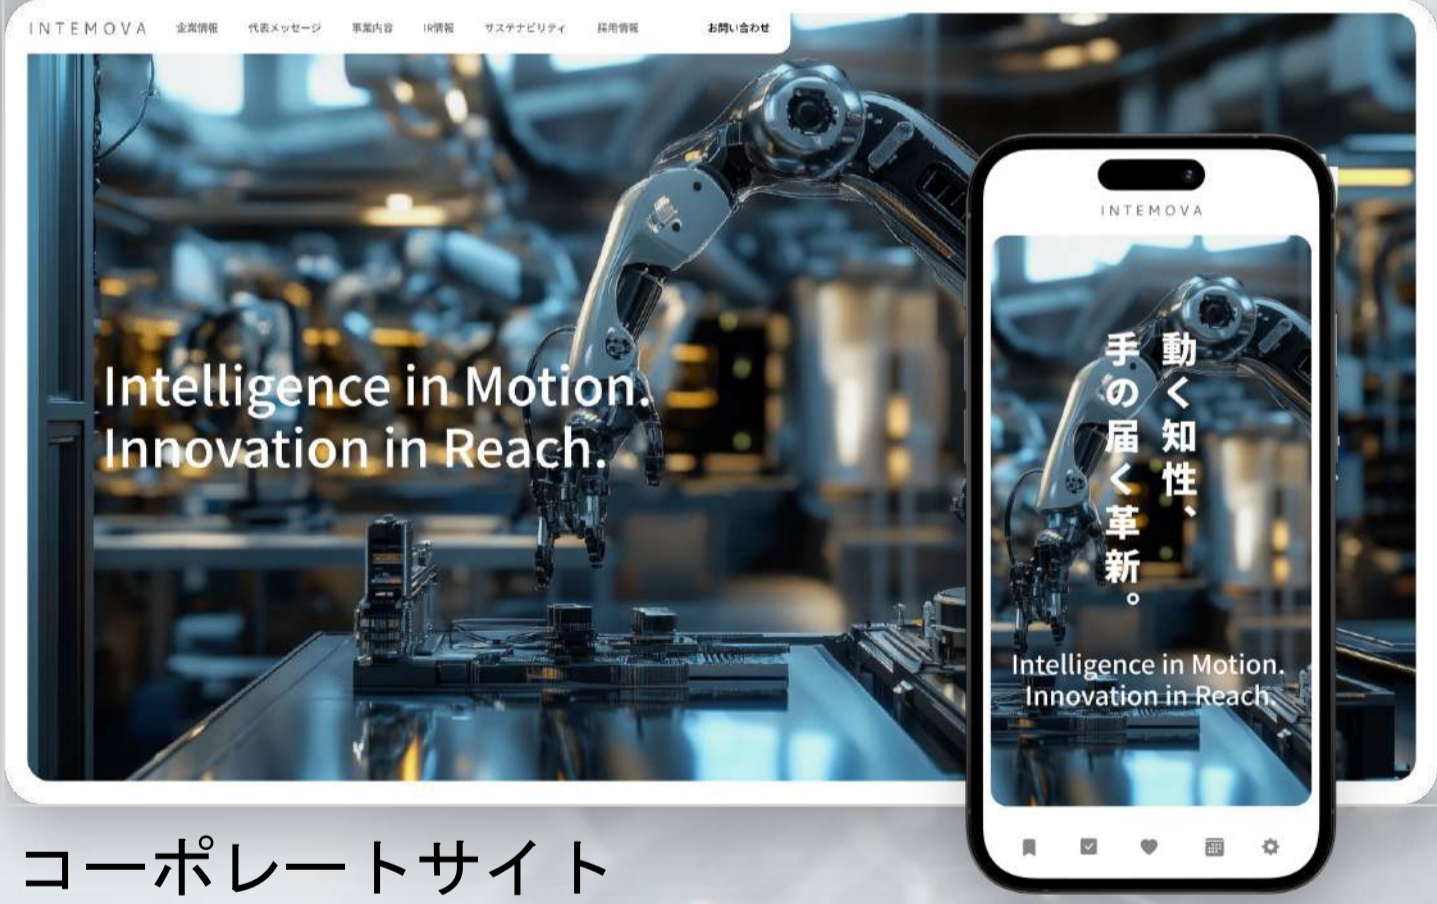 INTEMOVA 企業情報 代表メッセージ 事業内容 IR情報 サステナビリティ 採用情報 お問い合わせ
Intelligence in Motion.
Innovation in Reach.
INTEMOVA
動く知性、
手の届く革新。
Intelligence in Motion.
Innovation in Reach.
コーポレートサイト